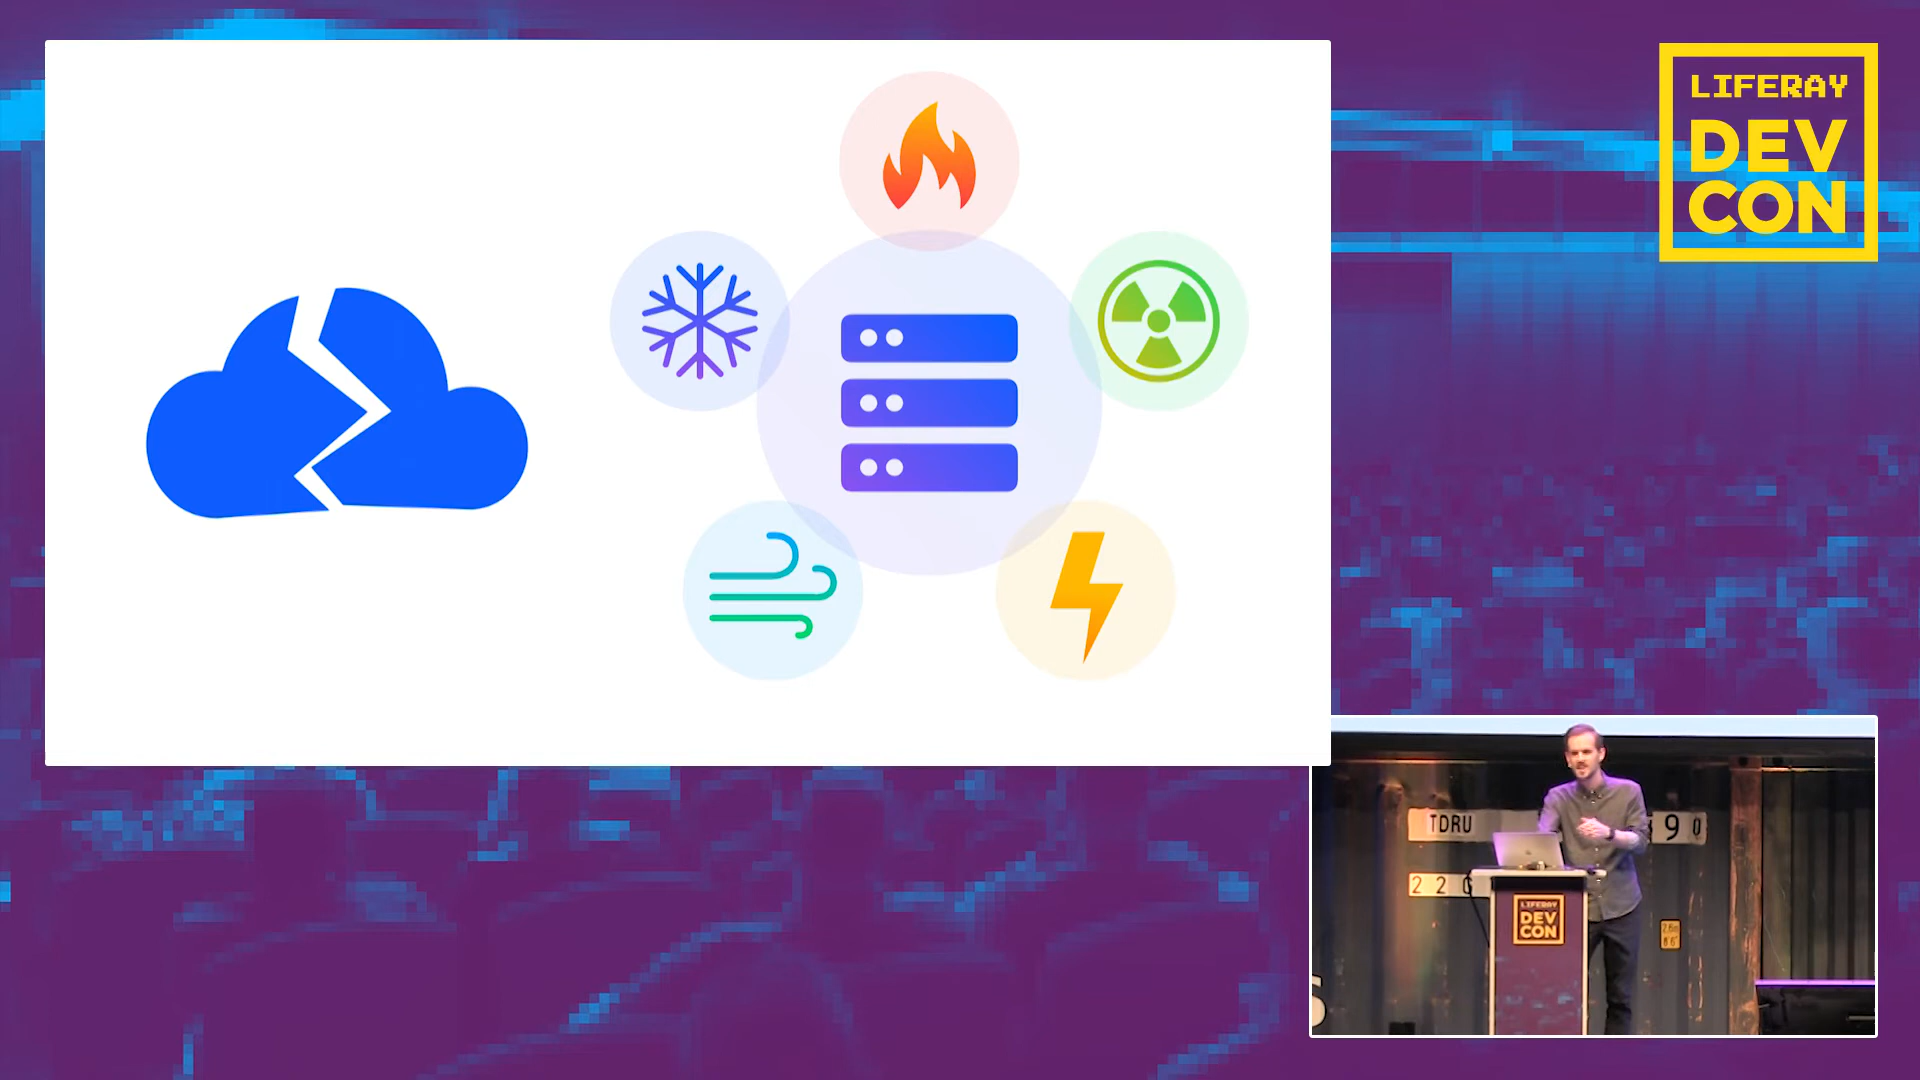 LIFERAY
DEV
CON
TDRU
9 0
2 2
LIFERAY
DEV
CON